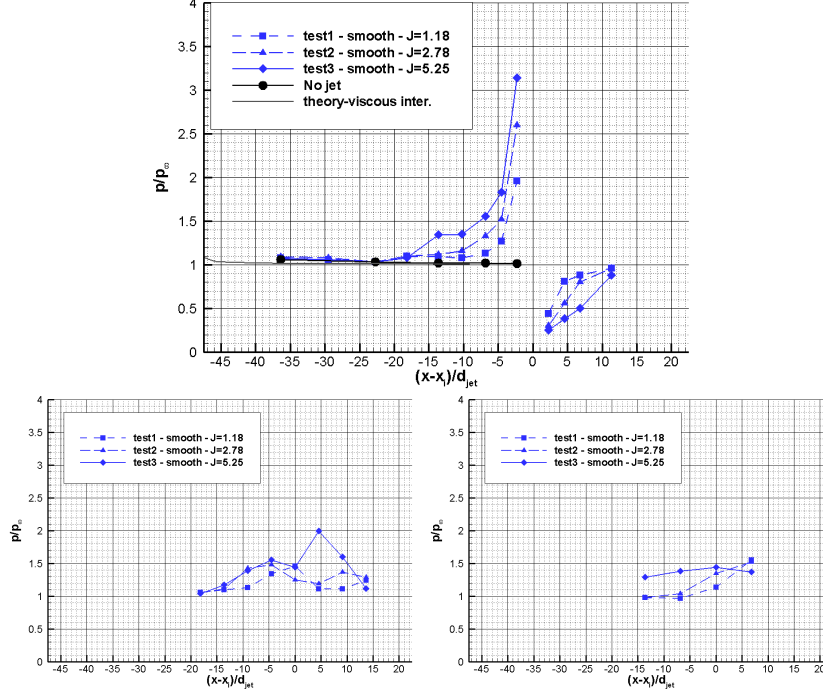 4
3.5
3
2.5
2
1.5
1
0.5
0
p/p∞
test1 - smooth - J=1.18
test2 - smooth - J=2.78
test3 - smooth - J=5.25
No jet
theory-viscous inter.
-45 -40 -35 -30 -25 -20 -15 -10 -5 0 5 10 15 20
(x-xI)/djet
4
3.5
3
2.5
2
1.5
1
0.5
0
p/p∞
test1 - smooth - J=1.18
test2 - smooth - J=2.78
test3 - smooth - J=5.25
-45 -40 -35 -30 -25 -20 -15 -10 -5 0 5 10 15 20
(x-xI)/djet
4
3.5
3
2.5
2
1.5
1
0.5
0
p/p∞
test1 - smooth - J=1.18
test2 - smooth - J=2.78
test3 - smooth - J=5.25
-45 -40 -35 -30 -25 -20 -15 -10 -5 0 5 10 15 20
(x-xI)/djet